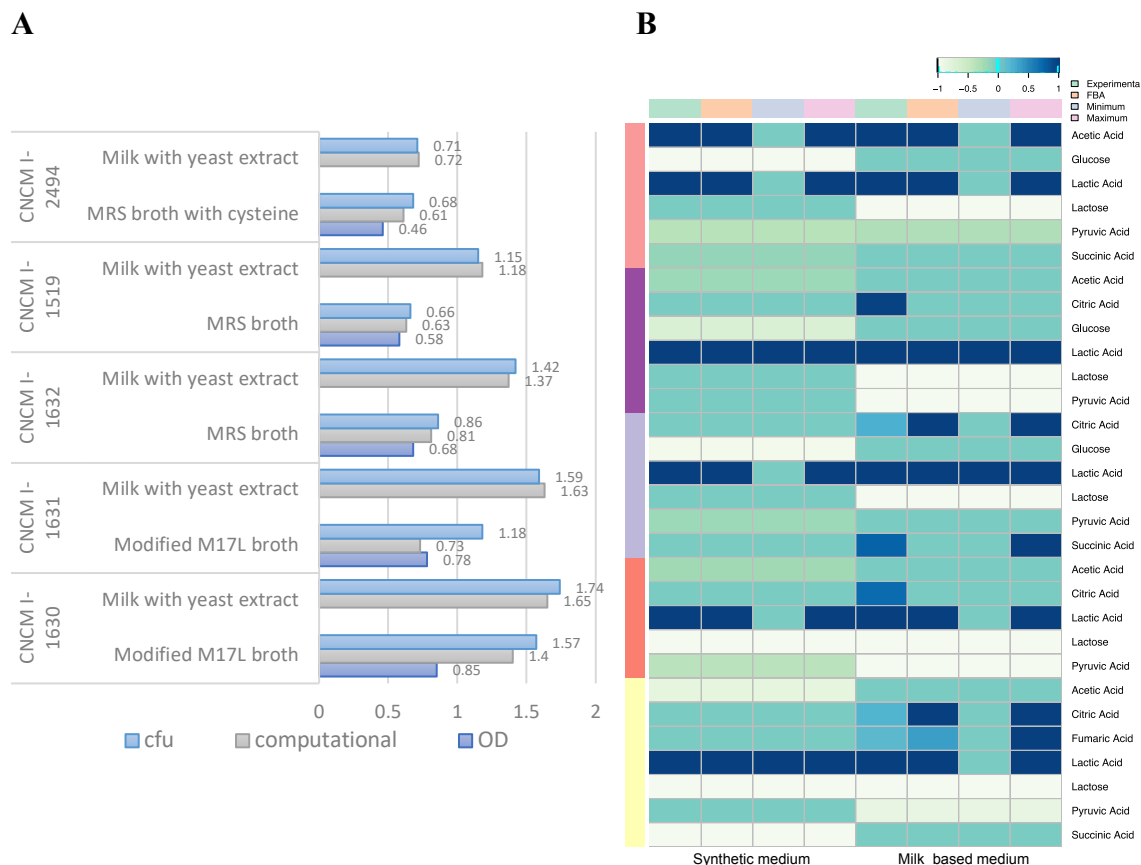 A
B
CNCM I-
2494
Milk with yeast extract
0.71
0.72
MRS broth with cysteine
0.68
0.61
0.46
CNCM I-
1519
Milk with yeast extract
1.15
1.18
MRS broth
0.66
0.63
0.58
CNCM I-
1632
Milk with yeast extract
1.42
1.37
MRS broth
0.86
0.81
0.68
CNCM I-
1631
Milk with yeast extract
1.59
1.63
Modified M17L broth
1.18
0.73
0.78
CNCM I-
1630
Milk with yeast extract
1.74
1.65
Modified M17L broth
1.57
1.4
0.85
0 0.5 1 1.5 2
cfu computational OD
−1 −0.5 0 0.5 1
Experimenta
FBA
Minimum
Maximum
Acetic Acid
Glucose
Lactic Acid
Lactose
Pyruvic Acid
Succinic Acid
Acetic Acid
Citric Acid
Glucose
Lactic Acid
Lactose
Pyruvic Acid
Citric Acid
Glucose
Lactic Acid
Lactose
Pyruvic Acid
Succinic Acid
Acetic Acid
Citric Acid
Lactic Acid
Lactose
Pyruvic Acid
Acetic Acid
Citric Acid
Fumaric Acid
Lactic Acid
Lactose
Pyruvic Acid
Succinic Acid
Synthetic medium Milk based medium